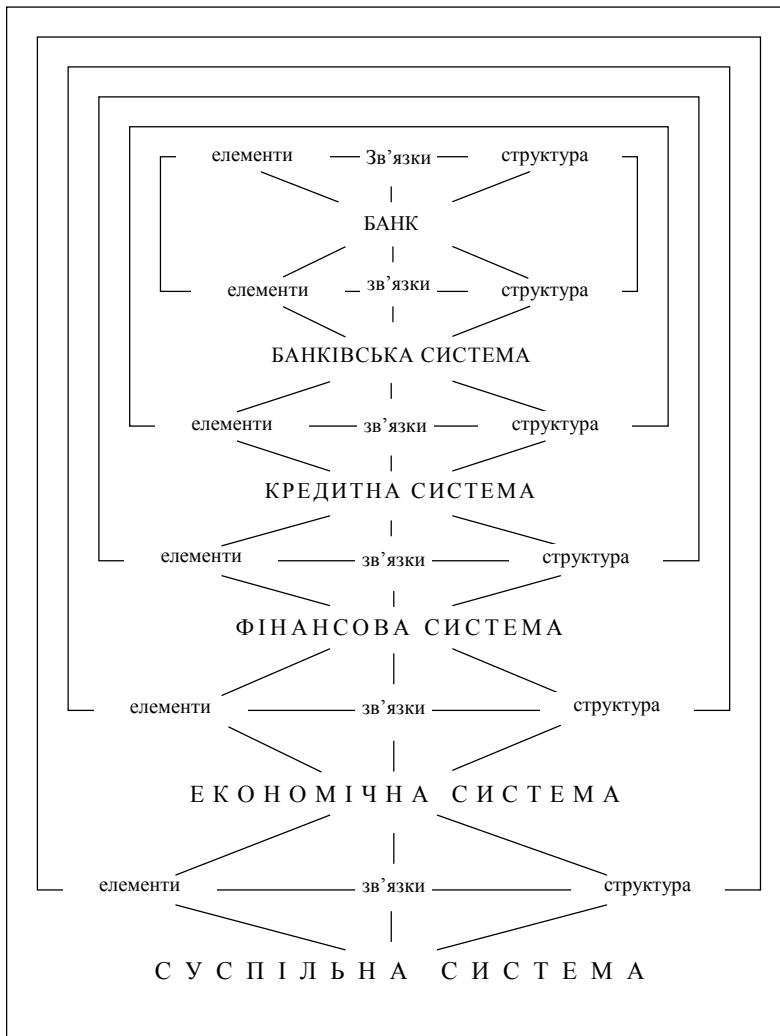 елементи Зв’язки структура
БАНК
елементи зв’язки структура
БАНКІВСЬКА СИСТЕМА
елементи зв’язки структура
КРЕДИТНА СИСТЕМА
елементи зв’язки структура
ФІНАНСОВА СИСТЕМА
елементи зв’язки структура
ЕКОНОМІЧНА СИСТЕМА
елементи зв’язки структура
СУСПІЛЬНА СИСТЕМА